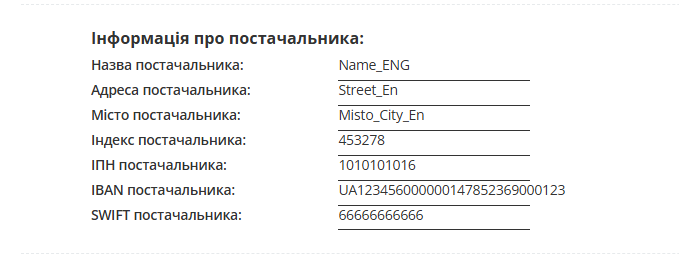 Інформація про постачальника:
Назва постачальника: Name_ENG
Адреса постачальника: Street_En
Місто постачальника: Misto_City_En
Індекс постачальника: 453278
ІПН постачальника: 1010101016
IBAN постачальника: UA123456000000147852369000123
SWIFT постачальника: 66666666666